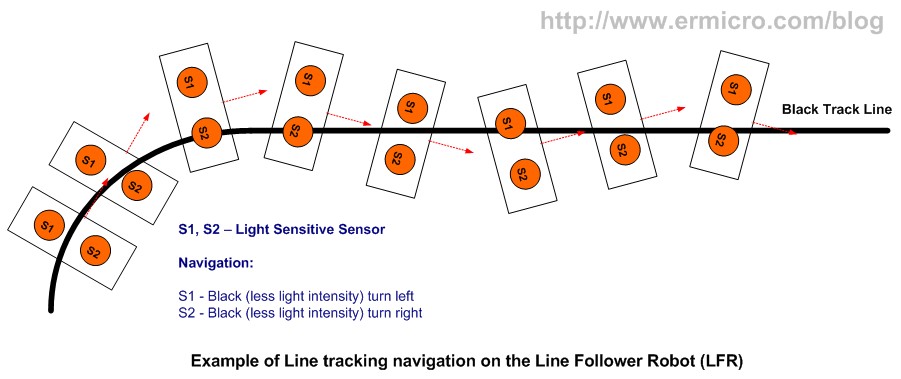 http://www.ermicro.com/blog
S1 S1
S2 S2
S1 S1 S1 S1
S1 S2 S2 S2 S2
S1 S2 S2
S1 S2
Black Track Line
S1, S2 – Light Sensitive Sensor
Navigation:
S1 - Black (less light intensity) turn left
S2 - Black (less light intensity) turn right
Example of Line tracking navigation on the Line Follower Robot (LFR)